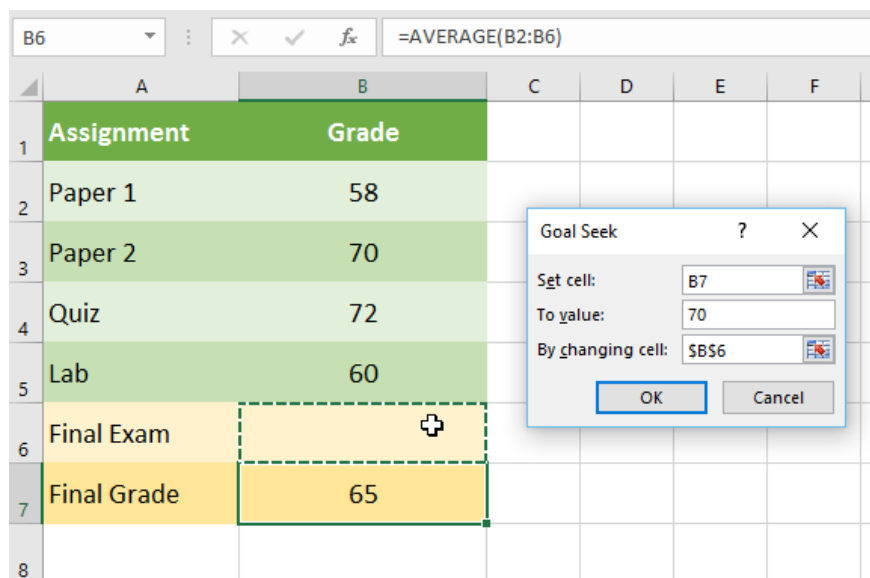 B6 fx =AVERAGE(B2:B6)
A B C D E F
1 Assignment Grade
2 Paper 1 58
3 Paper 2 70
4 Quiz 72
5 Lab 60
6 Final Exam
7 Final Grade 65
8
Goal Seek ?
Set cell: B7
To value: 70
By changing cell: $B$6
OK Cancel